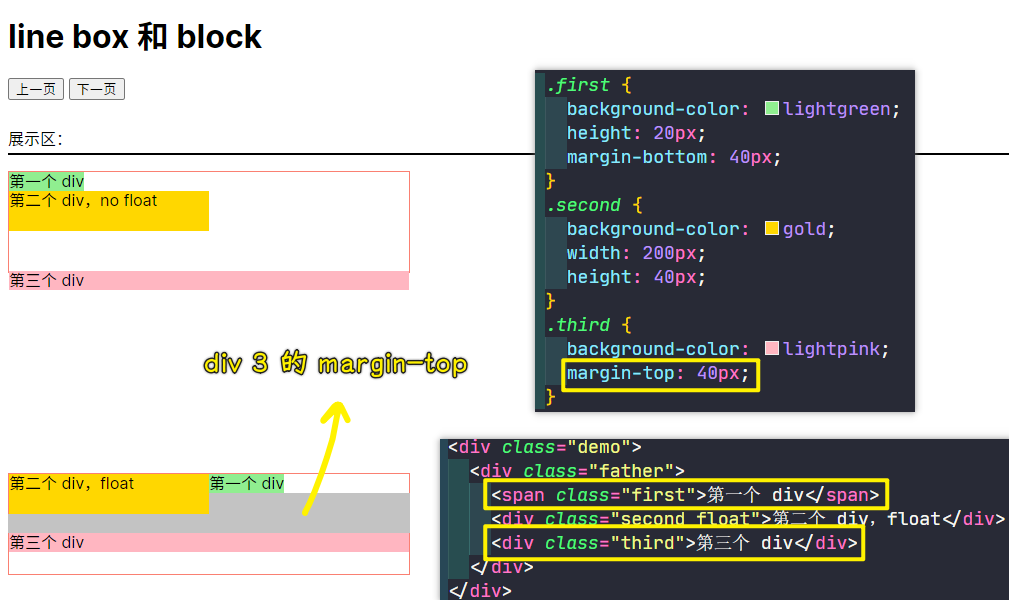 line box 和 block
上一页 下一页
展示区：
第一个 div
第二个 div，no float
第三个 div
.first {
background-color: lightgreen;
height: 20px;
margin-bottom: 40px;
}
.second {
background-color: gold;
width: 200px;
height: 40px;
}
.third {
background-color: lightpink;
margin-top: 40px;
}
div 3 的 margin-top
第二个 div，float 第一个 div
第三个 div
<div class="demo">
<div class="father">
<span class="first">第一个 div</span>
<div class="second float">第二个 div，float</div>
<div class="third">第三个 div</div>
</div>
</div>